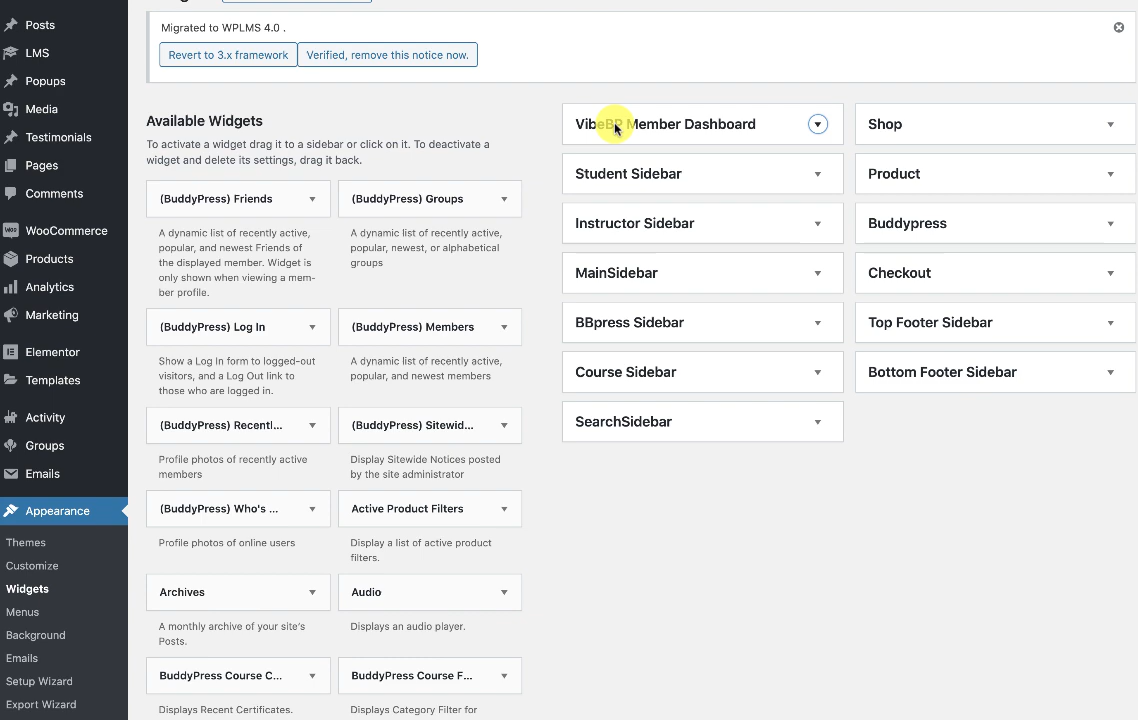 Posts
LMS
Popups
Media
Testimonials
Pages
Comments
WooCommerce
Products
Analytics
Marketing
Elementor
Templates
Activity
Groups
Emails
Appearance
Themes
Customize
Widgets
Menus
Background
Emails
Setup Wizard
Export Wizard
Migrated to WPLMS 4.0 .
Revert to 3.x framework
Verified, remove this notice now.
Available Widgets
To activate a widget drag it to a sidebar or click on it. To deactivate a
widget and delete its settings, drag it back.
(BuddyPress) Friends
A dynamic list of recently active,
popular, and newest Friends of
the displayed member. Widget is
only shown when viewing a mem-
ber profile.
(BuddyPress) Groups
A dynamic list of recently active,
popular, newest, or alphabetical
groups
(BuddyPress) Log In
Show a Log In form to logged-out
visitors, and a Log Out link to
those who are logged in.
(BuddyPress) Members
A dynamic list of recently active,
popular, and newest members
(BuddyPress) Recentl...
Profile photos of recently active
members
(BuddyPress) Sitewid...
Display Sitewide Notices posted
by the site administrator
(BuddyPress) Who's ...
Profile photos of online users
Active Product Filters
Display a list of active product
filters.
Archives
A monthly archive of your site's
Posts.
Audio
Displays an audio player.
BuddyPress Course C...
Displays Recent Certificates.
BuddyPress Course F...
Displays Category Filter for
VibeBP Member Dashboard
Student Sidebar
Instructor Sidebar
MainSidebar
BBpress Sidebar
Course Sidebar
SearchSidebar
Shop
Product
Buddypress
Checkout
Top Footer Sidebar
Bottom Footer Sidebar